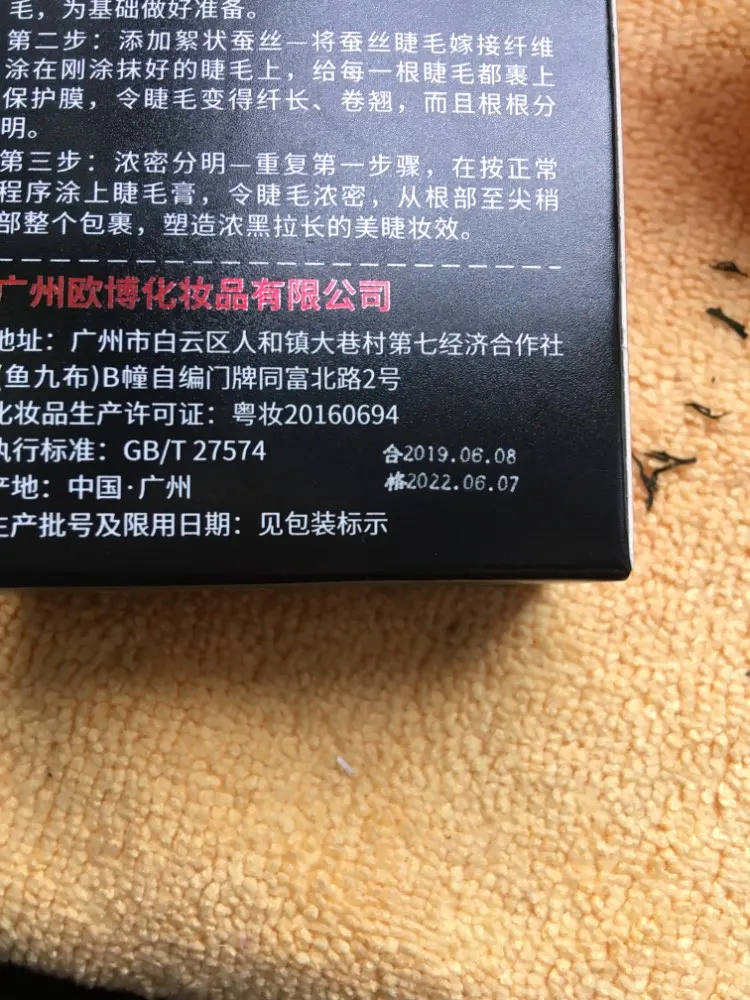 毛，为基础做好准备。
第二步：添加絮状蚕丝—将蚕丝睫毛嫁接纤维
涂在刚涂抹好的睫毛上，给每一根睫毛都裹上
保护膜，令睫毛变得纤长、卷翘，而且根根分
明。
第三步：浓密分明—重复第一步骤，在按正常
程序涂上睫毛膏，令睫毛浓密，从根部至尖稍
部整个包裹，塑造浓黑拉长的美睫妆效。
广州欧博化妆品有限公司
地址：广州市白云区人和镇大巷村第七经济合作社
(鱼九布)B幢自编门牌同富北路2号
化妆品生产许可证：粤妆20160694
执行标准：GB/T 27574
合2019.06.08
产地：中国·广州
格2022.06.07
生产批号及限用日期：见包装标示